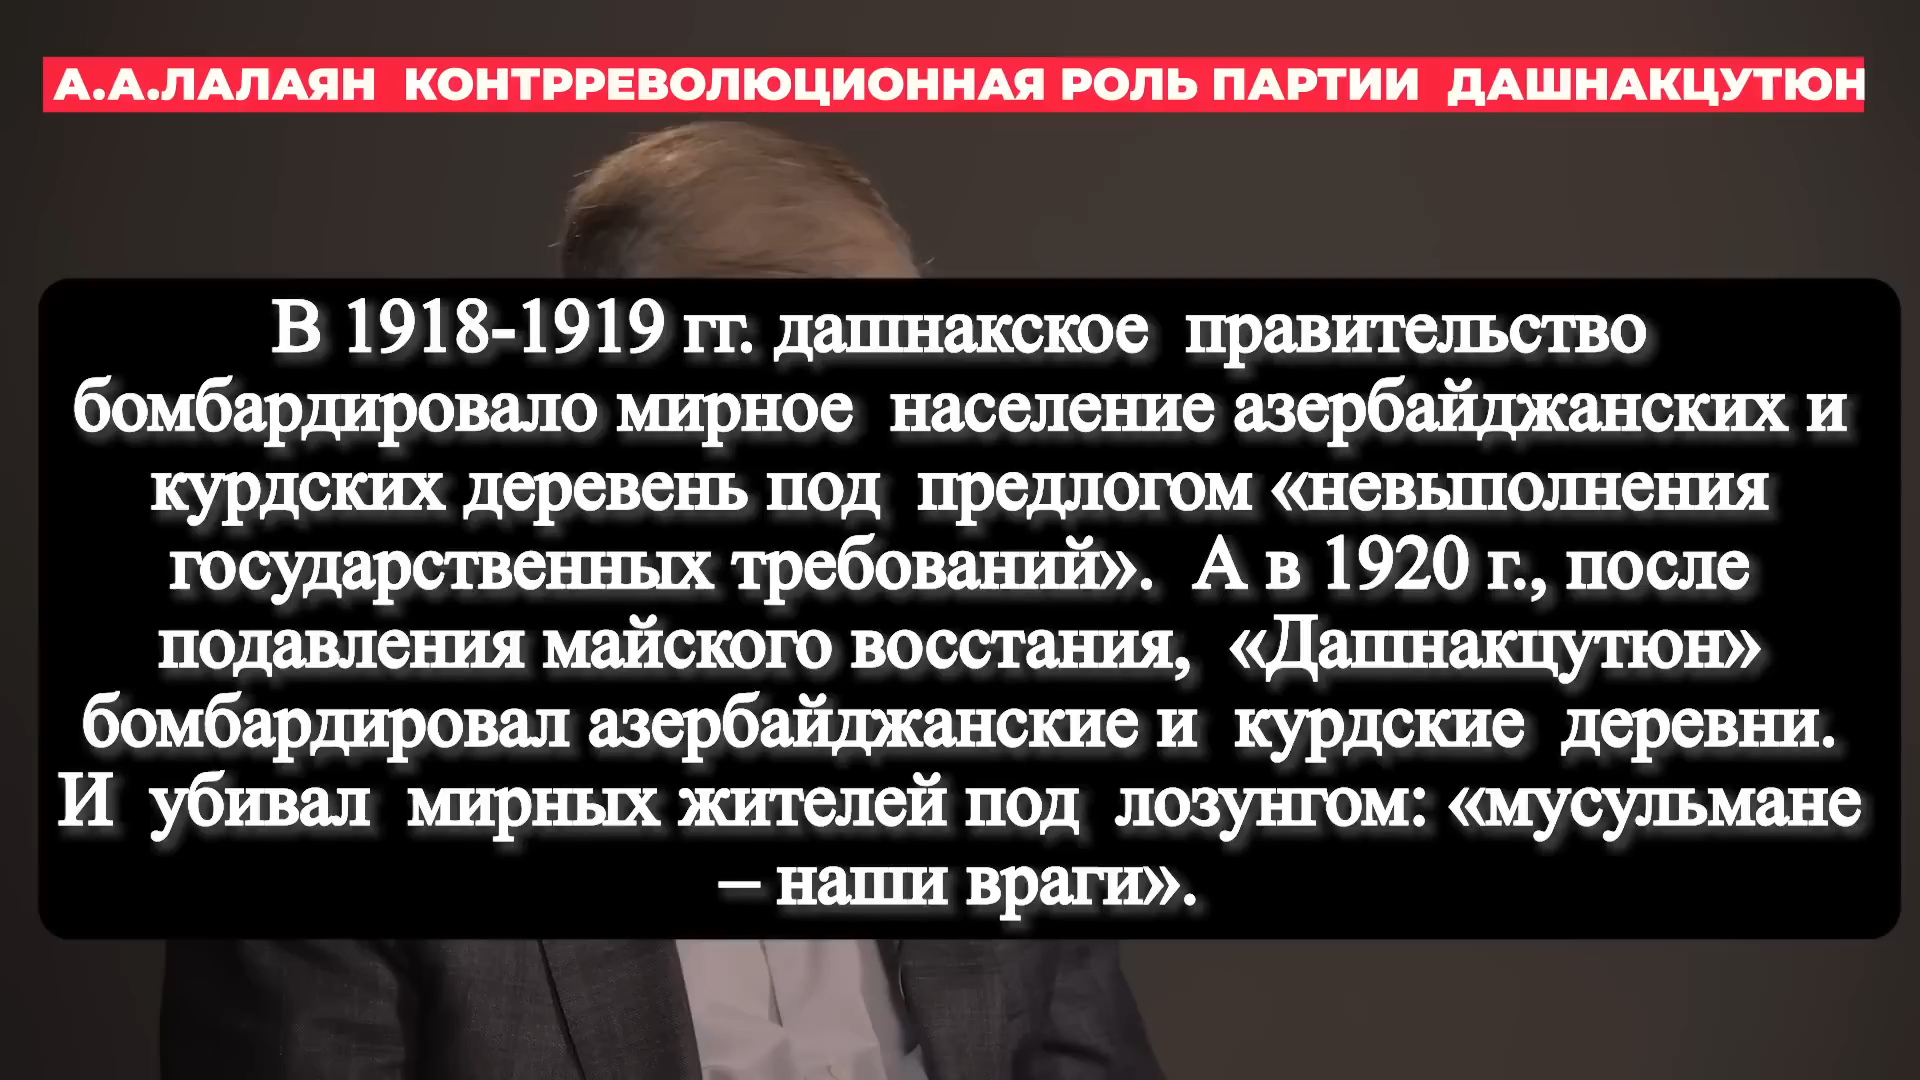 А.А.ЛАЛАЯН КОНТРРЕВОЛЮЦИОННАЯ РОЛЬ ПАРТИИ ДАШНАКЦУТЮН
В 1918-1919 гг. дашнакское правительство
бомбардировало мирное население азербайджанских и
курдских деревень под предлогом «невыполнения
государственных требований». А в 1920 г., после
подавления майского восстания, «Дашнакцутюн»
бомбардировал азербайджанские и курдские деревни.
И убивал мирных жителей под лозунгом: «мусульмане
– наши враги».